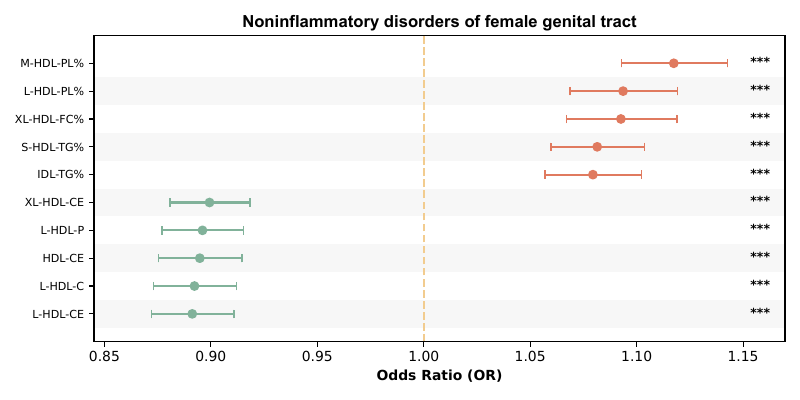 Noninflammatory disorders of female genital tract
M-HDL-PL% ***
L-HDL-PL% ***
XL-HDL-FC% ***
S-HDL-TG% ***
IDL-TG% ***
XL-HDL-CE ***
L-HDL-P ***
HDL-CE ***
L-HDL-C ***
L-HDL-CE ***
0.85 0.90 0.95 1.00 1.05 1.10 1.15
Odds Ratio (OR)